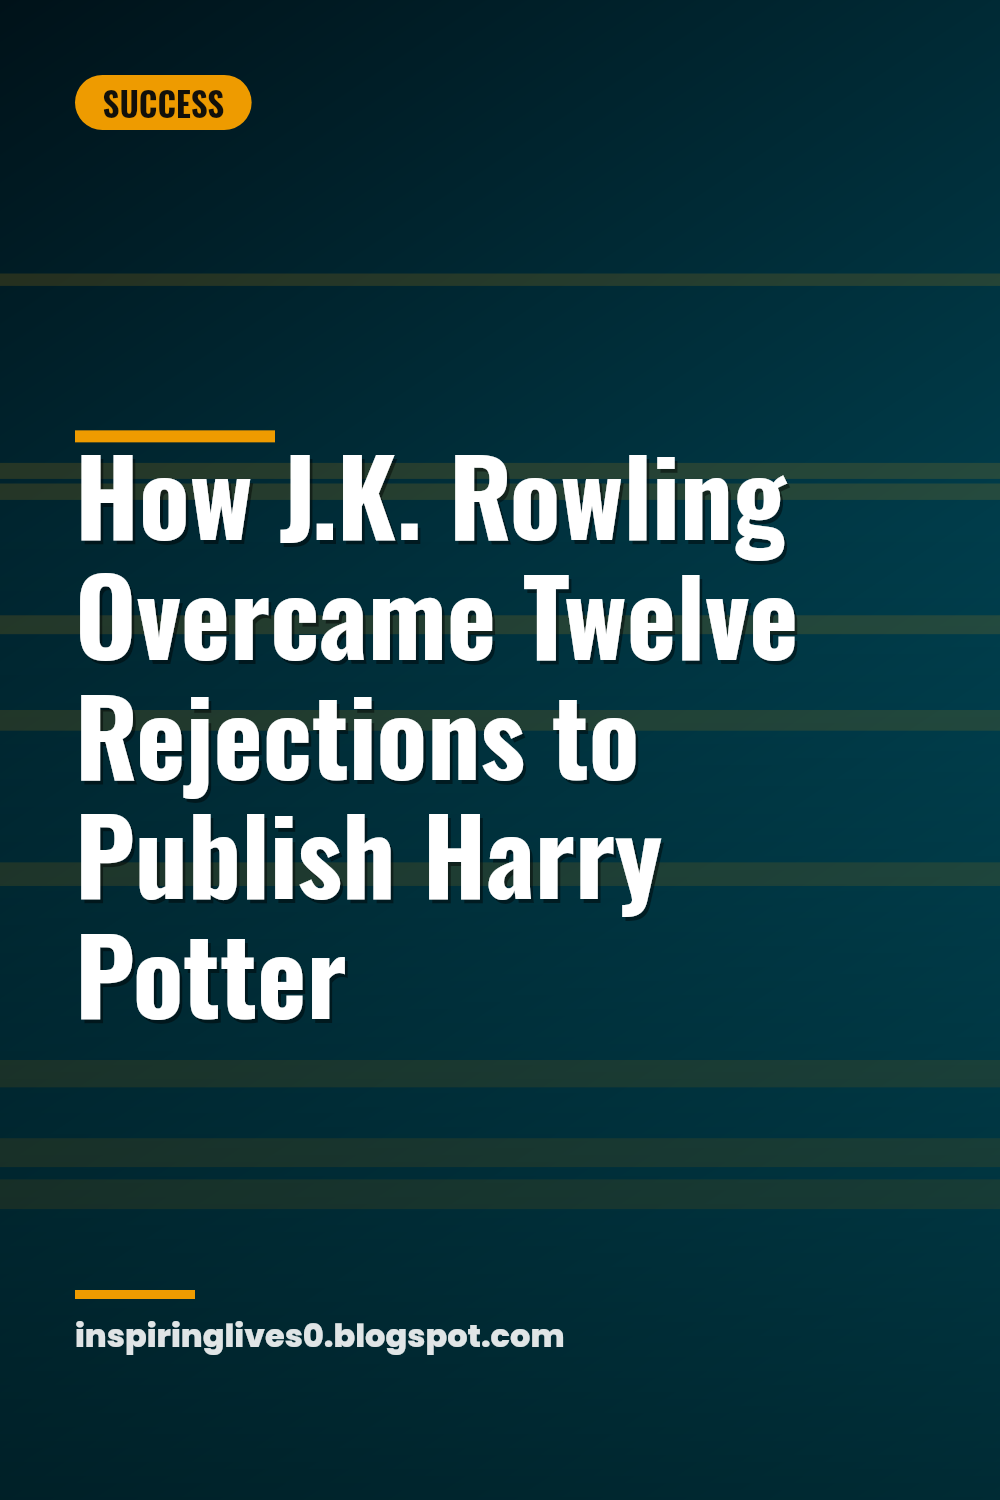 SUCCESS
How J.K. Rowling
Overcame Twelve
Rejections to
Publish Harry
Potter
inspiringlives0.blogspot.com